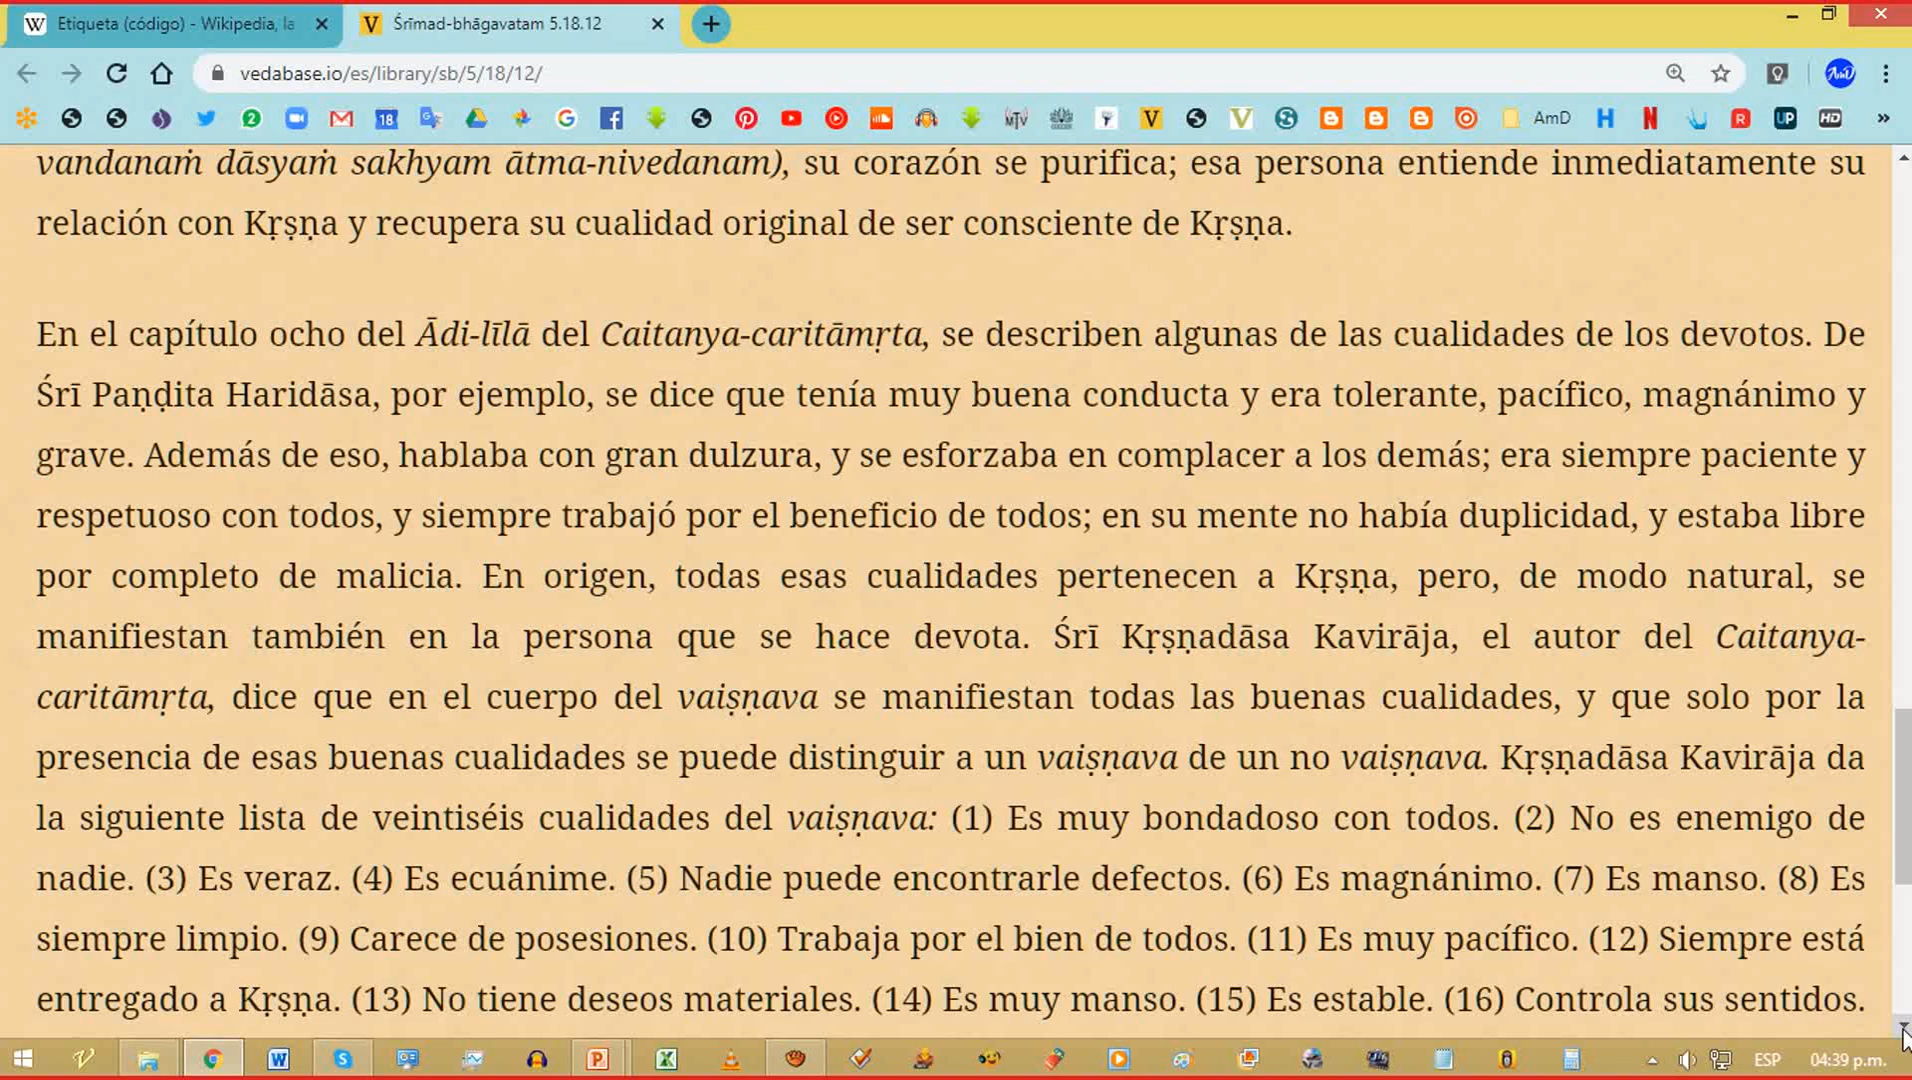 Etiqueta (código) - Wikipedia, la
Śrīmad-bhāgavatam 5.18.12
vedabase.io/es/library/sb/5/18/12/
AmD
vandanaṁ dāsyaṁ sakhyam ātma-nivedanam), su corazón se purifica; esa persona entiende inmediatamente su
relación con Kṛṣṇa y recupera su cualidad original de ser consciente de Kṛṣṇa.
En el capítulo ocho del Ādi-līlā del Caitanya-caritāmṛta, se describen algunas de las cualidades de los devotos. De
Śrī Paṇḍita Haridāsa, por ejemplo, se dice que tenía muy buena conducta y era tolerante, pacífico, magnánimo y
grave. Además de eso, hablaba con gran dulzura, y se esforzaba en complacer a los demás; era siempre paciente y
respetuoso con todos, y siempre trabajó por el beneficio de todos; en su mente no había duplicidad, y estaba libre
por completo de malicia. En origen, todas esas cualidades pertenecen a Kṛṣṇa, pero, de modo natural, se
manifiestan también en la persona que se hace devota. Śrī Kṛṣṇadāsa Kavirāja, el autor del Caitanya-
caritāmṛta, dice que en el cuerpo del vaiṣṇava se manifiestan todas las buenas cualidades, y que solo por la
presencia de esas buenas cualidades se puede distinguir a un vaiṣṇava de un no vaiṣṇava. Kṛṣṇadāsa Kavirāja da
la siguiente lista de veintiséis cualidades del vaiṣṇava: (1) Es muy bondadoso con todos. (2) No es enemigo de
nadie. (3) Es veraz. (4) Es ecuánime. (5) Nadie puede encontrarle defectos. (6) Es magnánimo. (7) Es manso. (8) Es
siempre limpio. (9) Carece de posesiones. (10) Trabaja por el bien de todos. (11) Es muy pacífico. (12) Siempre está
entregado a Kṛṣṇa. (13) No tiene deseos materiales. (14) Es muy manso. (15) Es estable. (16) Controla sus sentidos.
ESP
04:39 p.m.